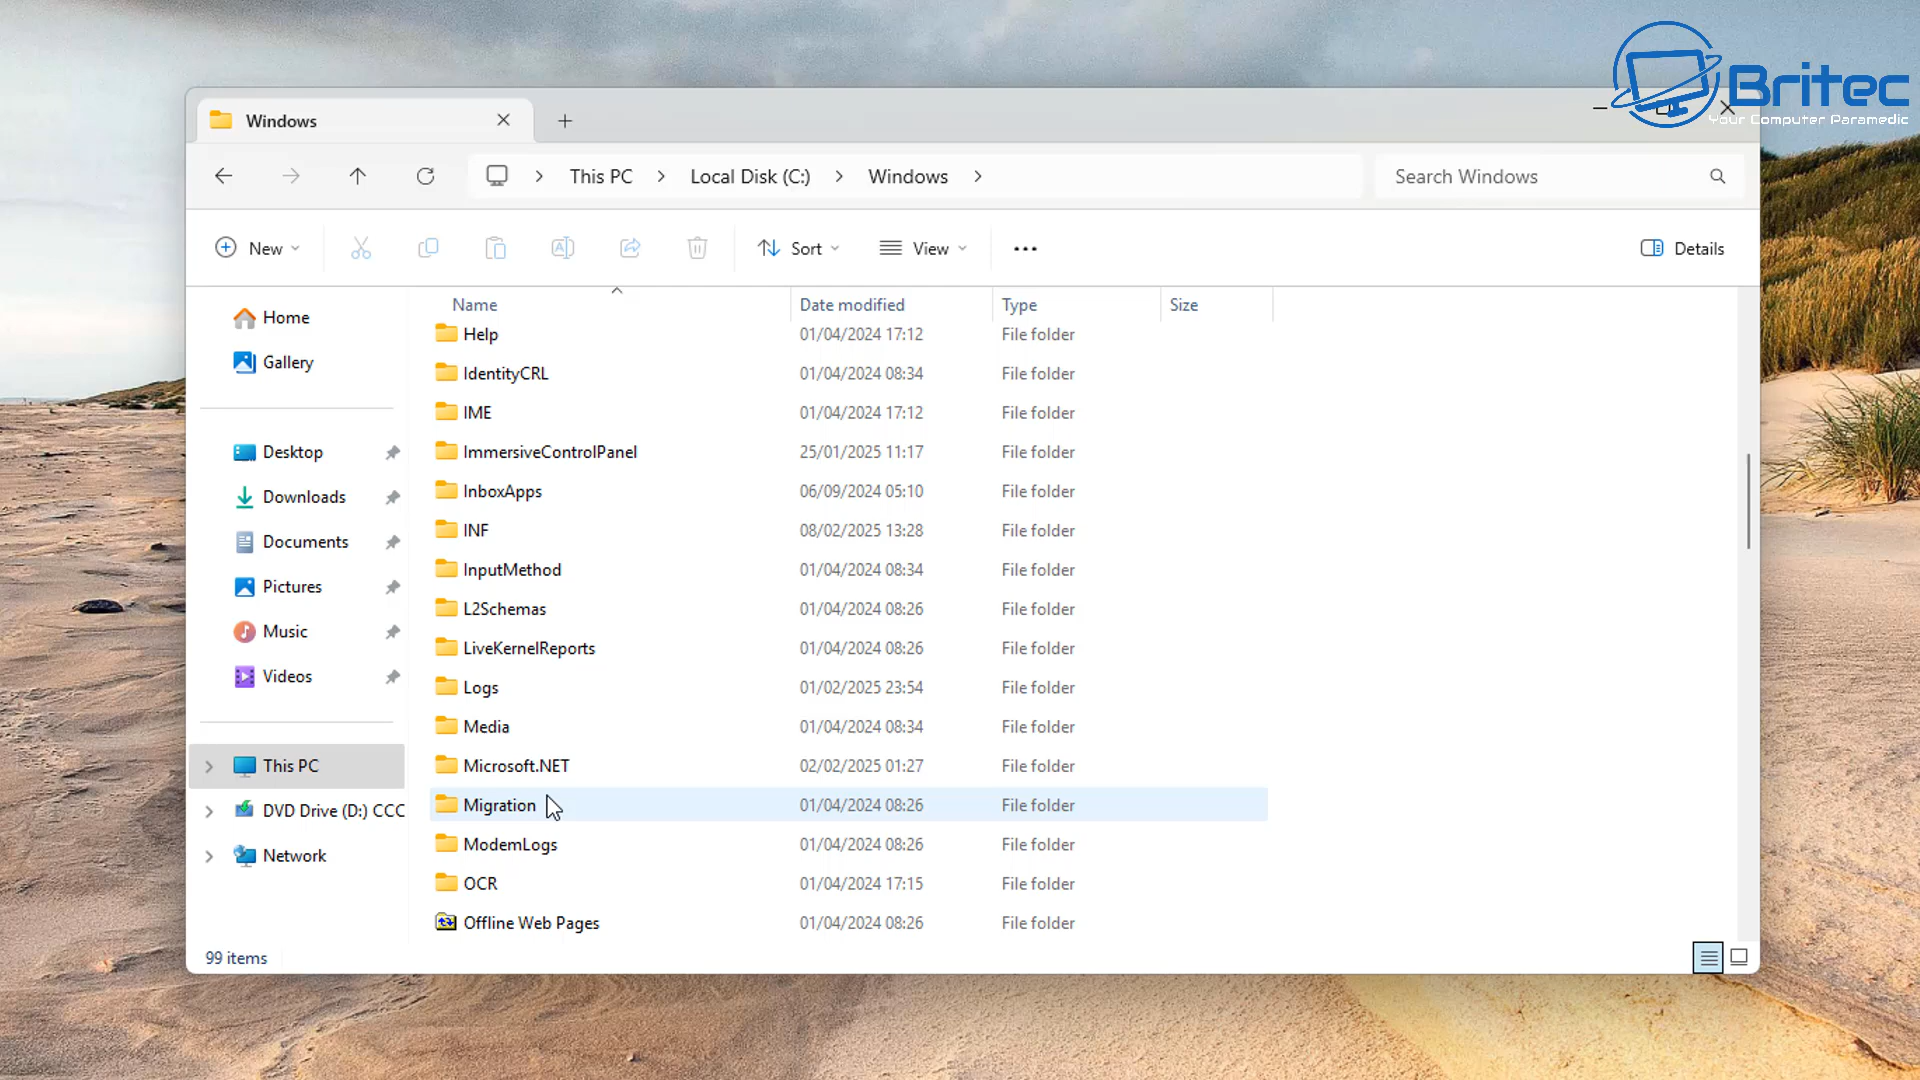 Britec
Your Computer Paramedic
Windows
This PC
Local Disk (C:)
Windows
Search Windows
New
Sort
View
Details
Name
Date modified
Type
Size
Home
Gallery
Desktop
Downloads
Documents
Pictures
Music
Videos
This PC
DVD Drive (D:) CCC
Network
Help 01/04/2024 17:12 File folder
IdentityCRL 01/04/2024 08:34 File folder
IME 01/04/2024 17:12 File folder
ImmersiveControlPanel 25/01/2025 11:17 File folder
InboxApps 06/09/2024 05:10 File folder
INF 08/02/2025 13:28 File folder
InputMethod 01/04/2024 08:34 File folder
L2Schemas 01/04/2024 08:26 File folder
LiveKernelReports 01/04/2024 08:26 File folder
Logs 01/02/2025 23:54 File folder
Media 01/04/2024 08:34 File folder
Microsoft.NET 02/02/2025 01:27 File folder
Migration 01/04/2024 08:26 File folder
ModemLogs 01/04/2024 08:26 File folder
OCR 01/04/2024 17:15 File folder
Offline Web Pages 01/04/2024 08:26 File folder
99 items